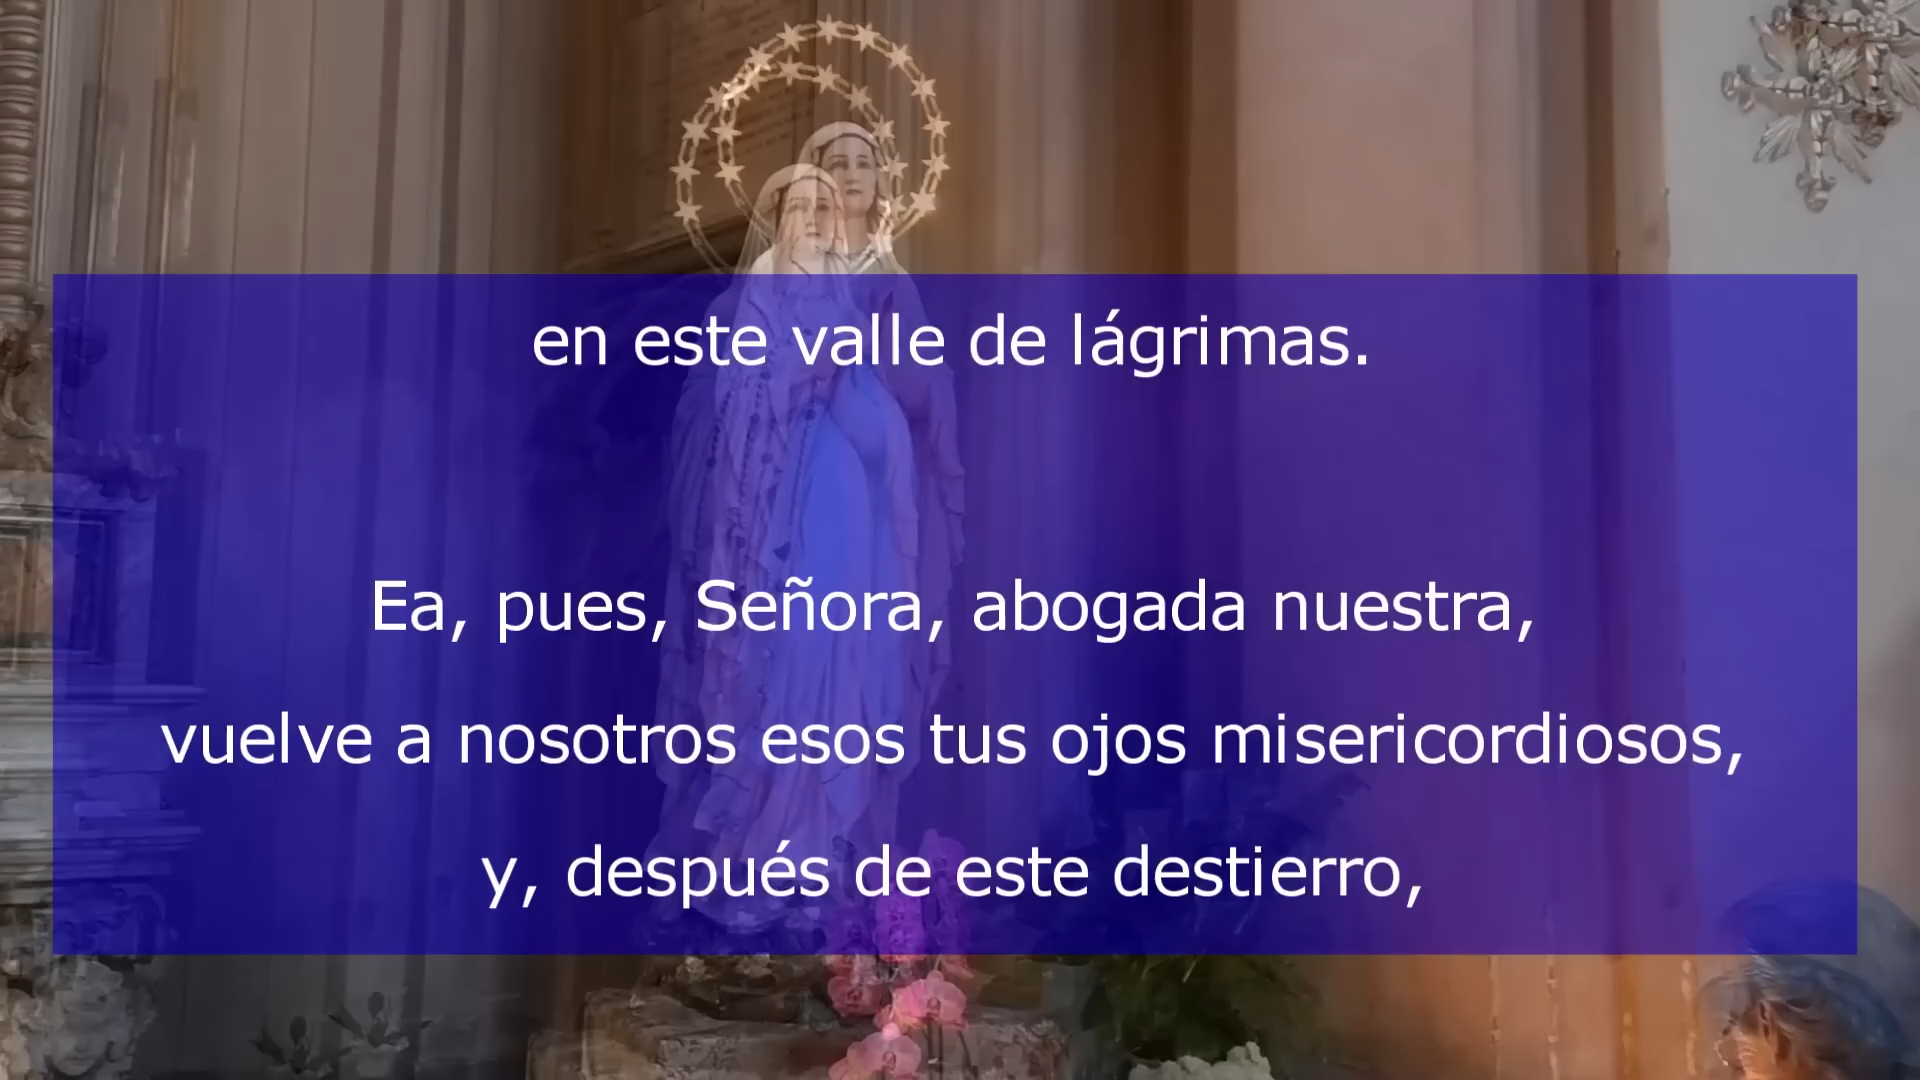 en este valle de lágrimas.
Ea, pues, Señora, abogada nuestra,
vuelve a nosotros esos tus ojos misericordiosos,
y, después de este destierro,